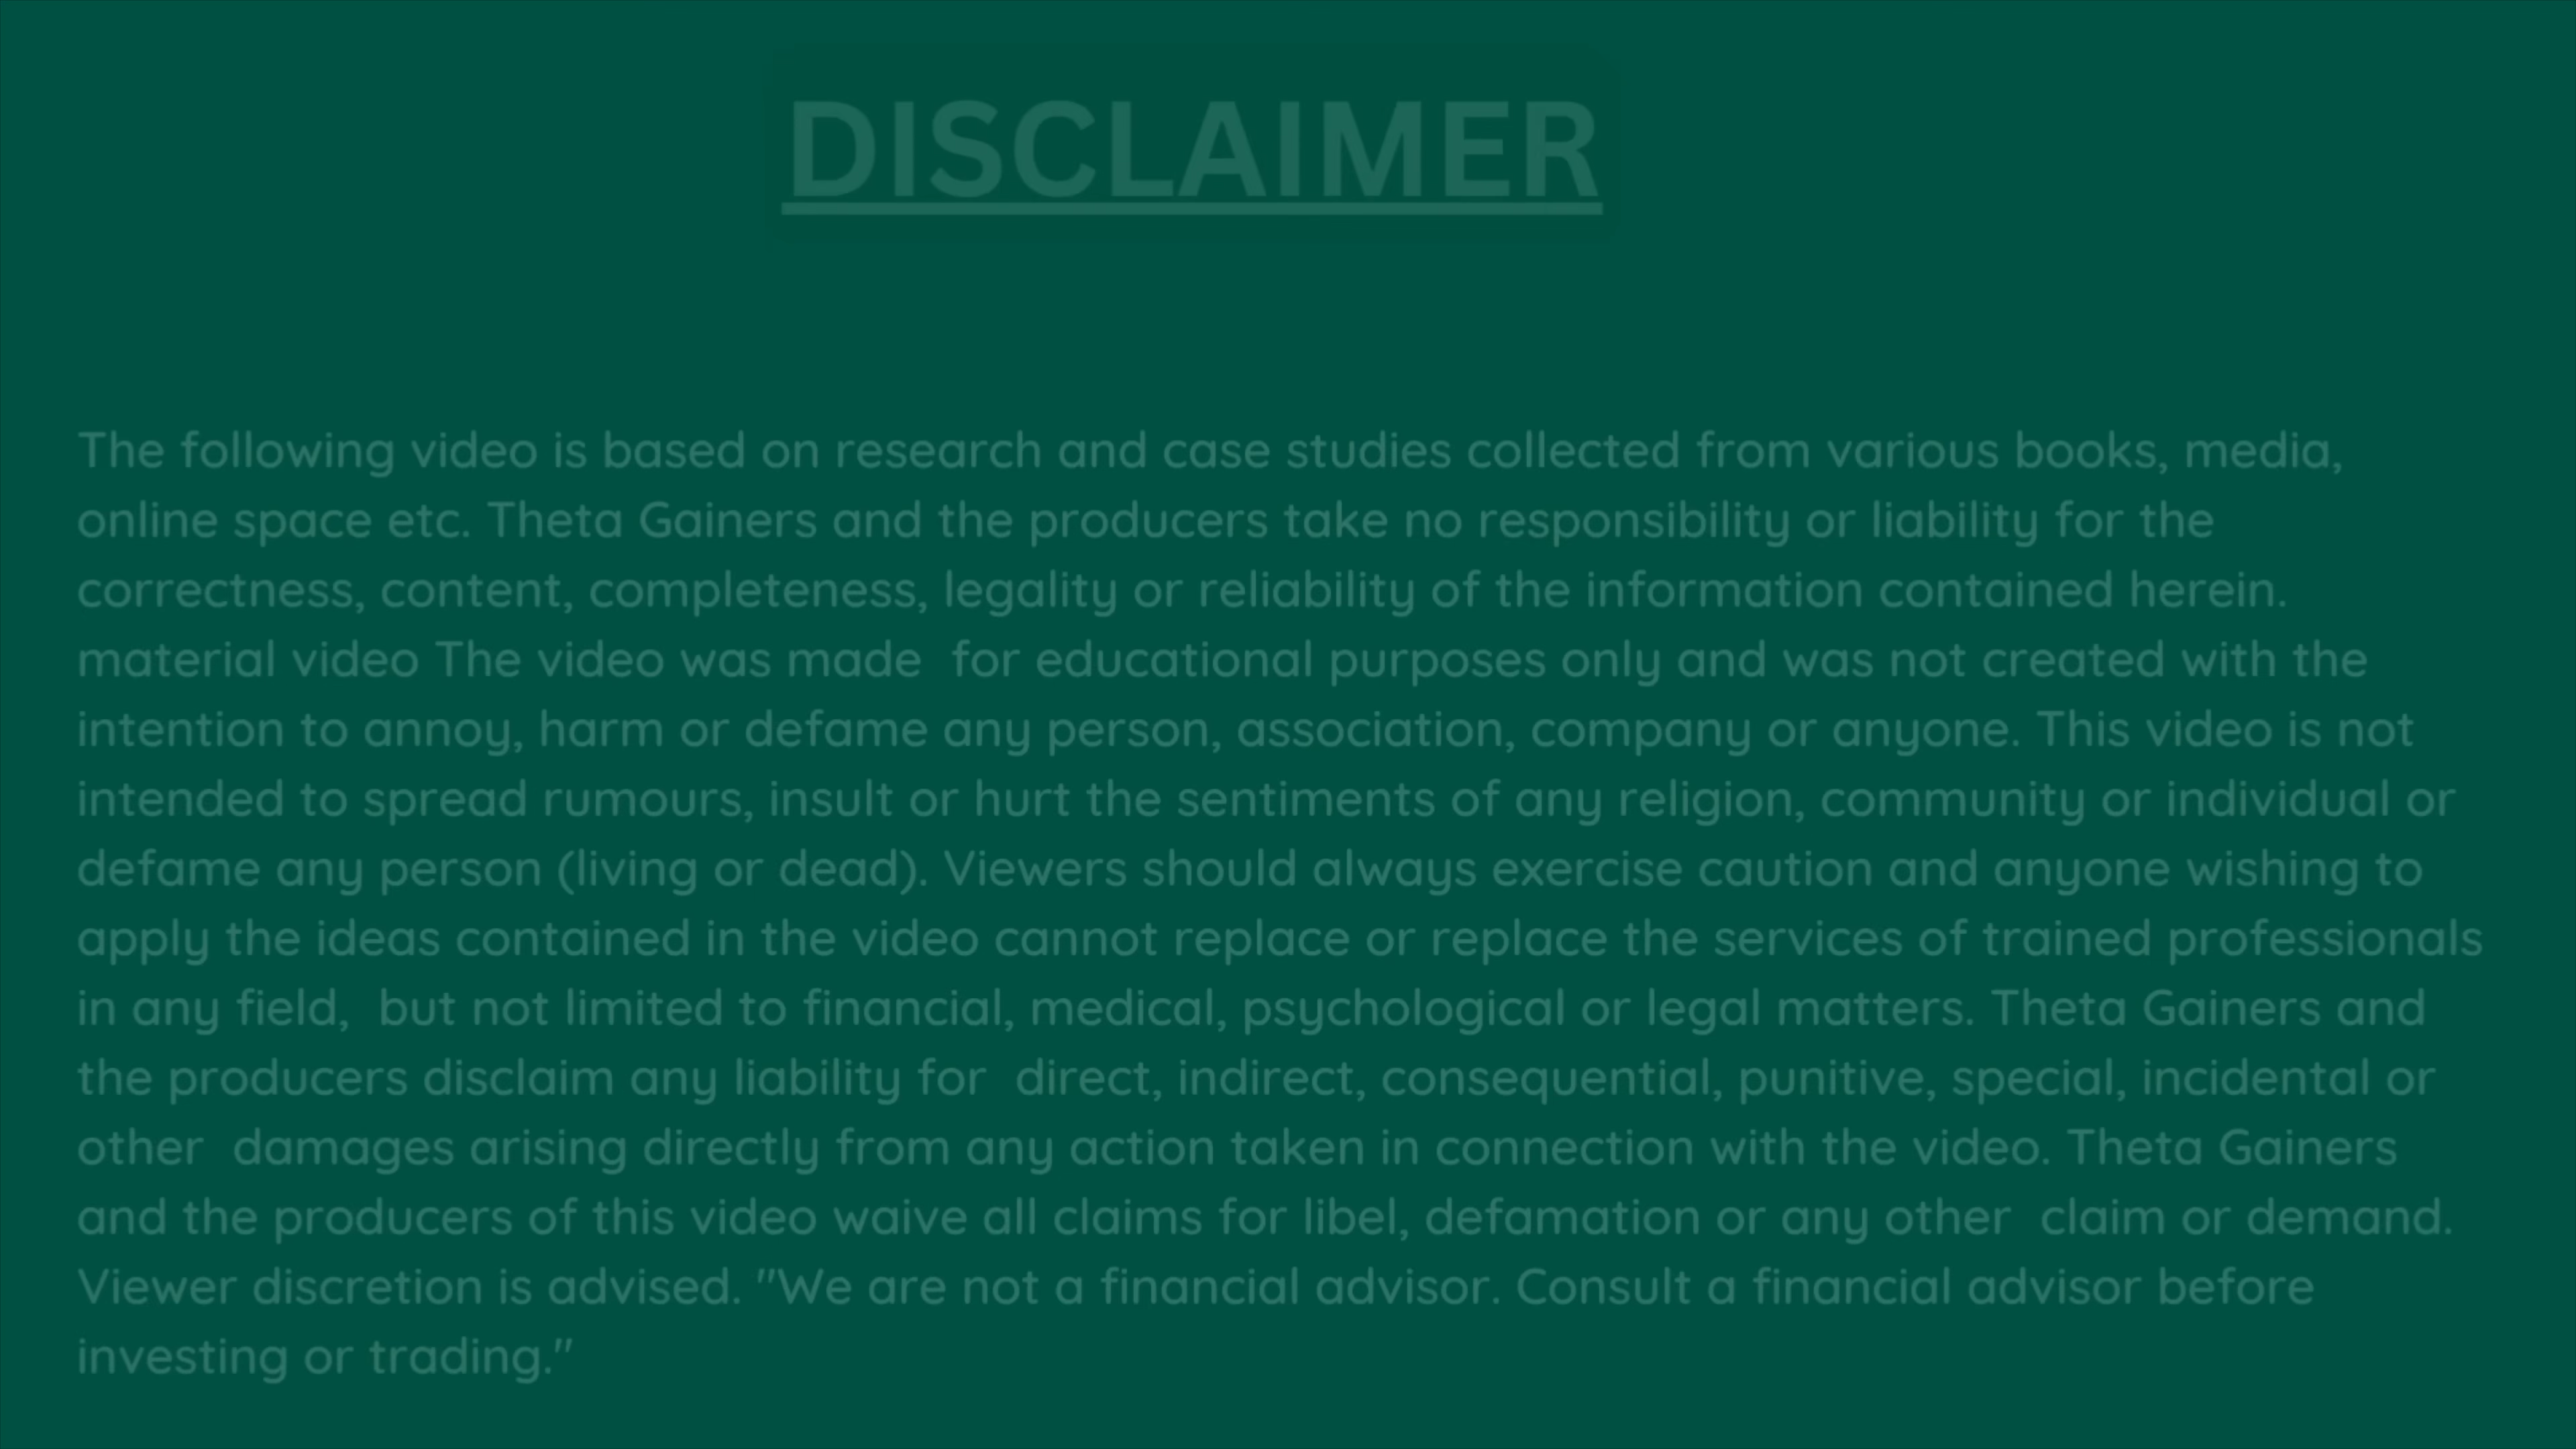 DISCLAIMER
The following video is based on research and case studies collected from various books, media,
online space etc. Theta Gainers and the producers take no responsibility or liability for the
correctness, content, completeness, legality or reliability of the information contained herein.
material video The video was made  for educational purposes only and was not created with the
intention to annoy, harm or defame any person, association, company or anyone. This video is not
intended to spread rumours, insult or hurt the sentiments of any religion, community or individual or
defame any person (living or dead). Viewers should always exercise caution and anyone wishing to
apply the ideas contained in the video cannot replace or replace the services of trained professionals
in any field,  but not limited to financial, medical, psychological or legal matters. Theta Gainers and
the producers disclaim any liability for  direct, indirect, consequential, punitive, special, incidental or
other  damages arising directly from any action taken in connection with the video. Theta Gainers
and the producers of this video waive all claims for libel, defamation or any other  claim or demand.
Viewer discretion is advised. "We are not a financial advisor. Consult a financial advisor before
investing or trading."